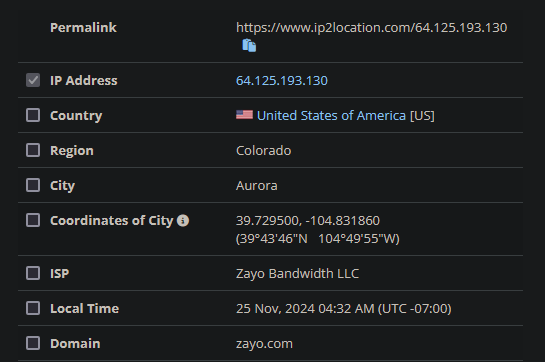 Permalink https://www.ip2location.com/64.125.193.130
IP Address 64.125.193.130
Country United States of America [US]
Region Colorado
City Aurora
Coordinates of City 39.729500, -104.831860
(39°43'46"N 104°49'55"W)
ISP Zayo Bandwidth LLC
Local Time 25 Nov, 2024 04:32 AM (UTC -07:00)
Domain zayo.com